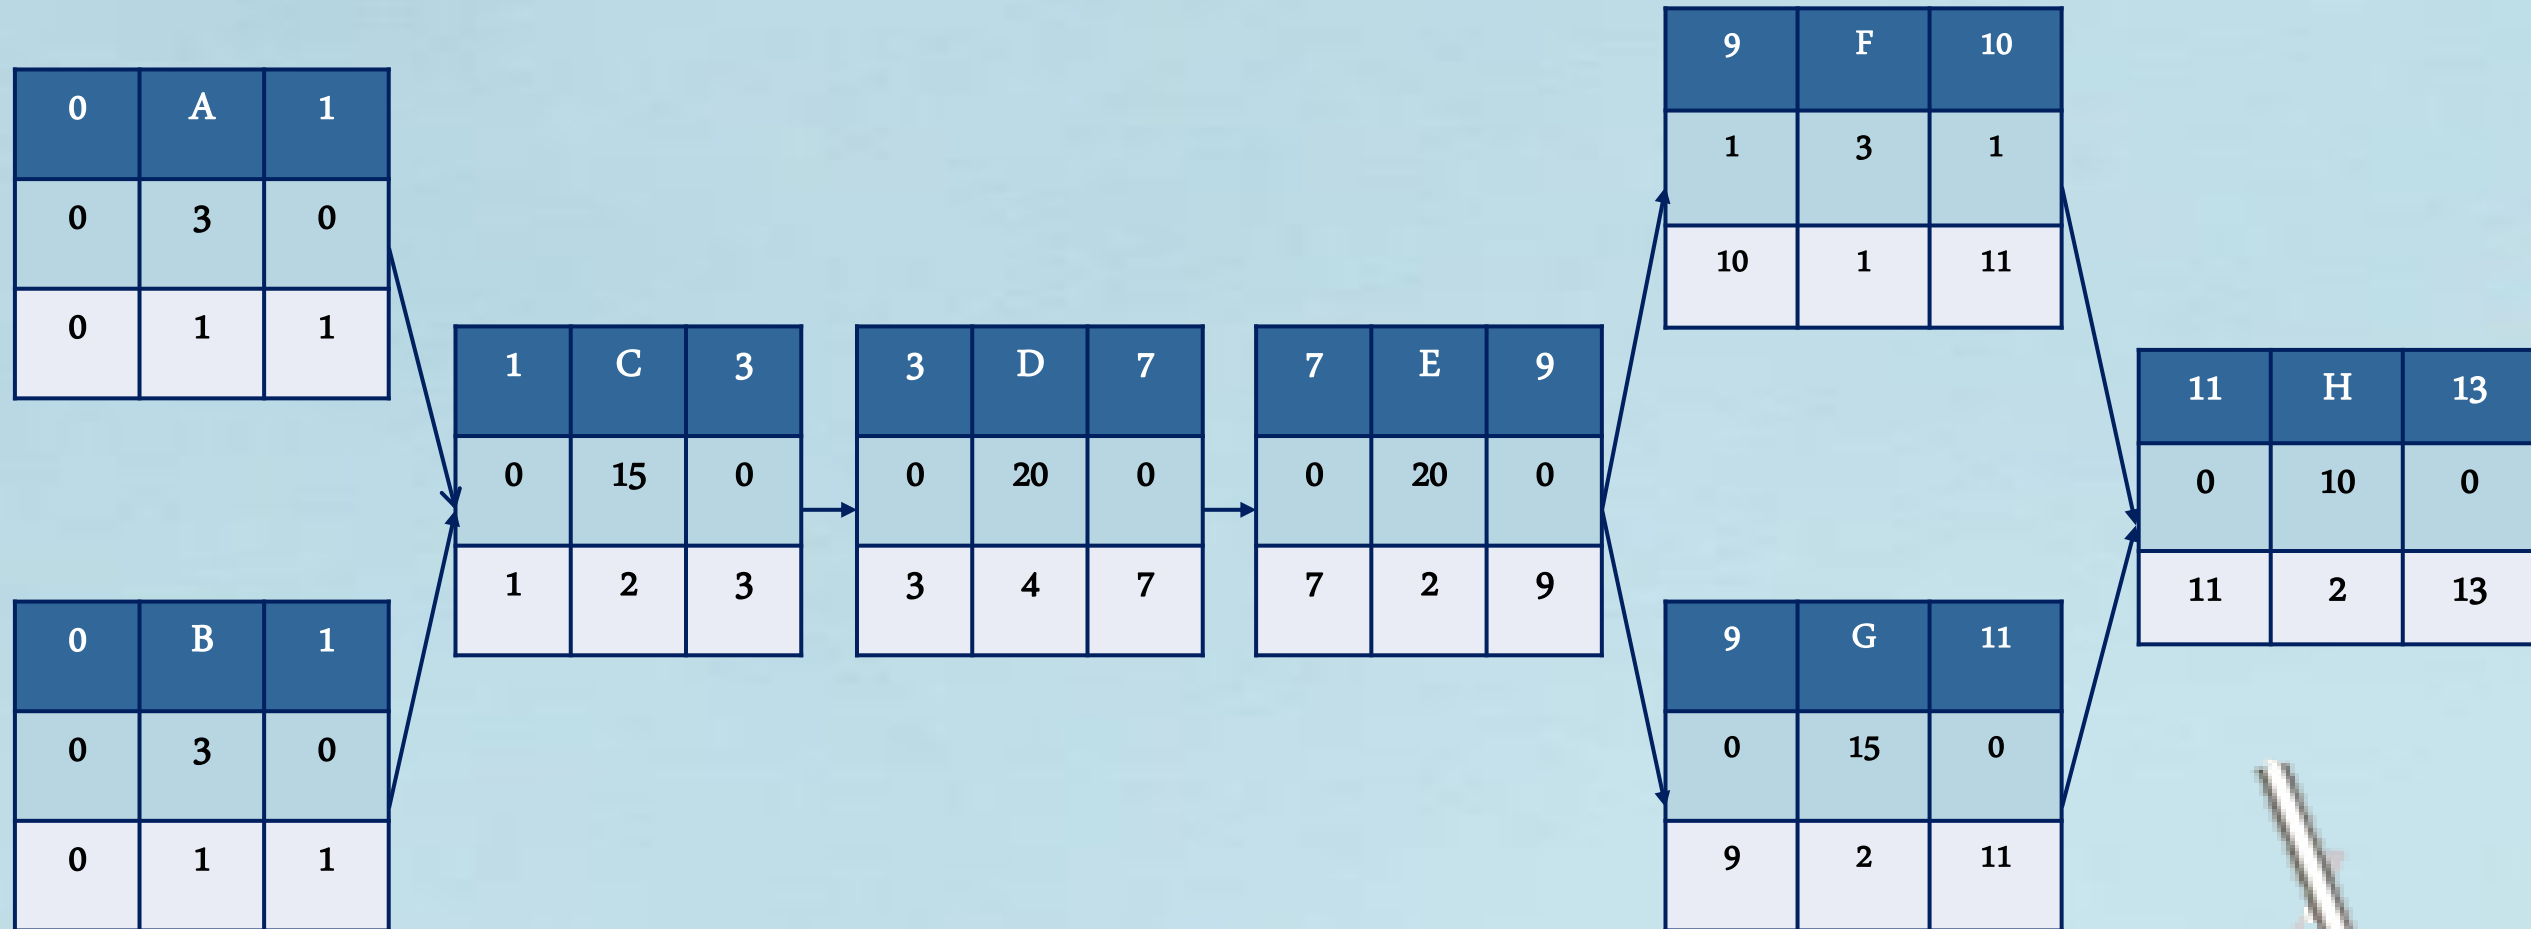 0 A 1
0 3 0
0 1 1
0 B 1
0 3 0
0 1 1
1 C 3
0 15 0
1 2 3
3 D 7
0 20 0
3 4 7
7 E 9
0 20 0
7 2 9
9 F 10
1 3 1
10 1 11
9 G 11
0 15 0
9 2 11
11 H 13
0 10 0
11 2 13